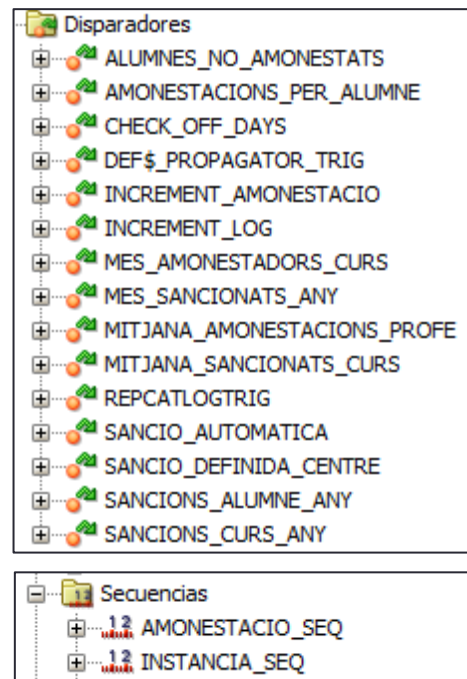 Disparadores
ALUMNES_NO_AMONESTATS
AMONESTACIONS_PER_ALUMNE
CHECK_OFF_DAYS
DEF$_PROPAGATOR_TRIG
INCREMENT_AMONESTACIO
INCREMENT_LOG
MES_AMONESTADORS_CURS
MES_SANCIONATS_ANY
MITJANA_AMONESTACIONS_PROFE
MITJANA_SANCIONATS_CURS
REPCATLOGTRIG
SANCIO_AUTOMATICA
SANCIO_DEFINIDA_CENTRE
SANCIONS_ALUMNE_ANY
SANCIONS_CURS_ANY
Secuencias
AMONESTACIO_SEQ
INSTANCIA_SEQ